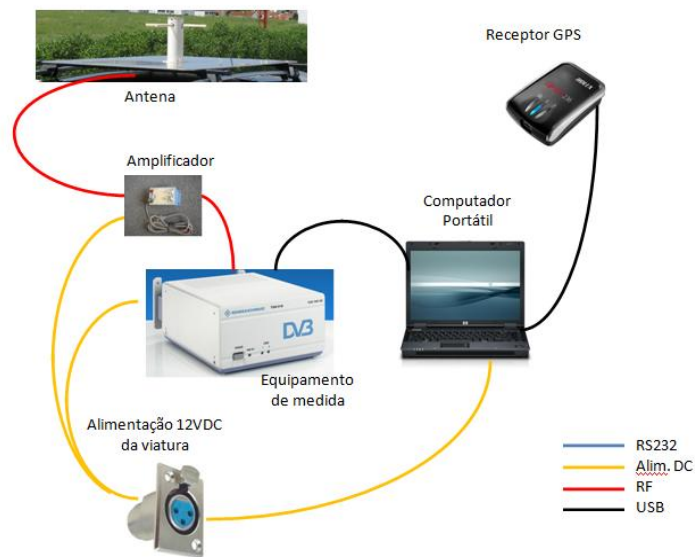 Receptor GPS
Antena
Amplificador
Computador
Portátil
DVB
Equipamento
de medida
Alimentação 12VDC
da viatura
RS232
Alim. DC
RF
USB